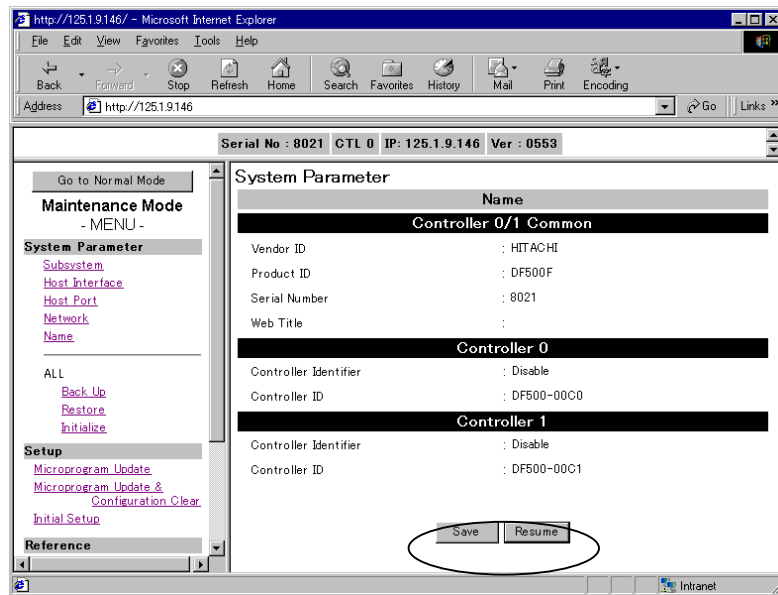 http://125.1.9.146/ - Microsoft Internet Explorer
File Edit View Favorites Tools Help
Back Forward Stop Refresh Home Search Favorites History Mail Print Encoding
Address http://125.1.9.146 Go Links »
Serial No : 8021 CTL 0 IP: 125.1.9.146 Ver : 0553
Go to Normal Mode
Maintenance Mode
- MENU -
System Parameter
Subsystem
Host Interface
Host Port
Network
Name
ALL
Back Up
Restore
Initialize
Setup
Microprogram Update
Microprogram Update &
Configuration Clear
Initial Setup
Reference
System Parameter
Name
Controller 0/1 Common
Vendor ID : HITACHI
Product ID : DF500F
Serial Number : 8021
Web Title :
Controller 0
Controller Identifier : Disable
Controller ID : DF500-00C0
Controller 1
Controller Identifier : Disable
Controller ID : DF500-00C1
Save Resume
Intranet